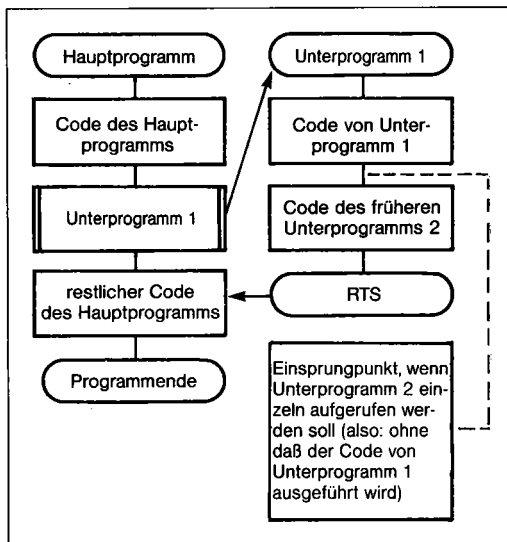 Hauptprogramm
Code des Haupt-
programms
Unterprogramm 1
restlicher Code
des Hauptprogramms
Programmende
Unterprogramm 1
Code von Unter-
programm 1
Code des früheren
Unterprogramms 2
RTS
Einsprungpunkt, wenn
Unterprogramm 2 ein-
zeln aufgerufen wer-
den soll (also: ohne
daß der Code von
Unterprogramm 1
ausgeführt wird)